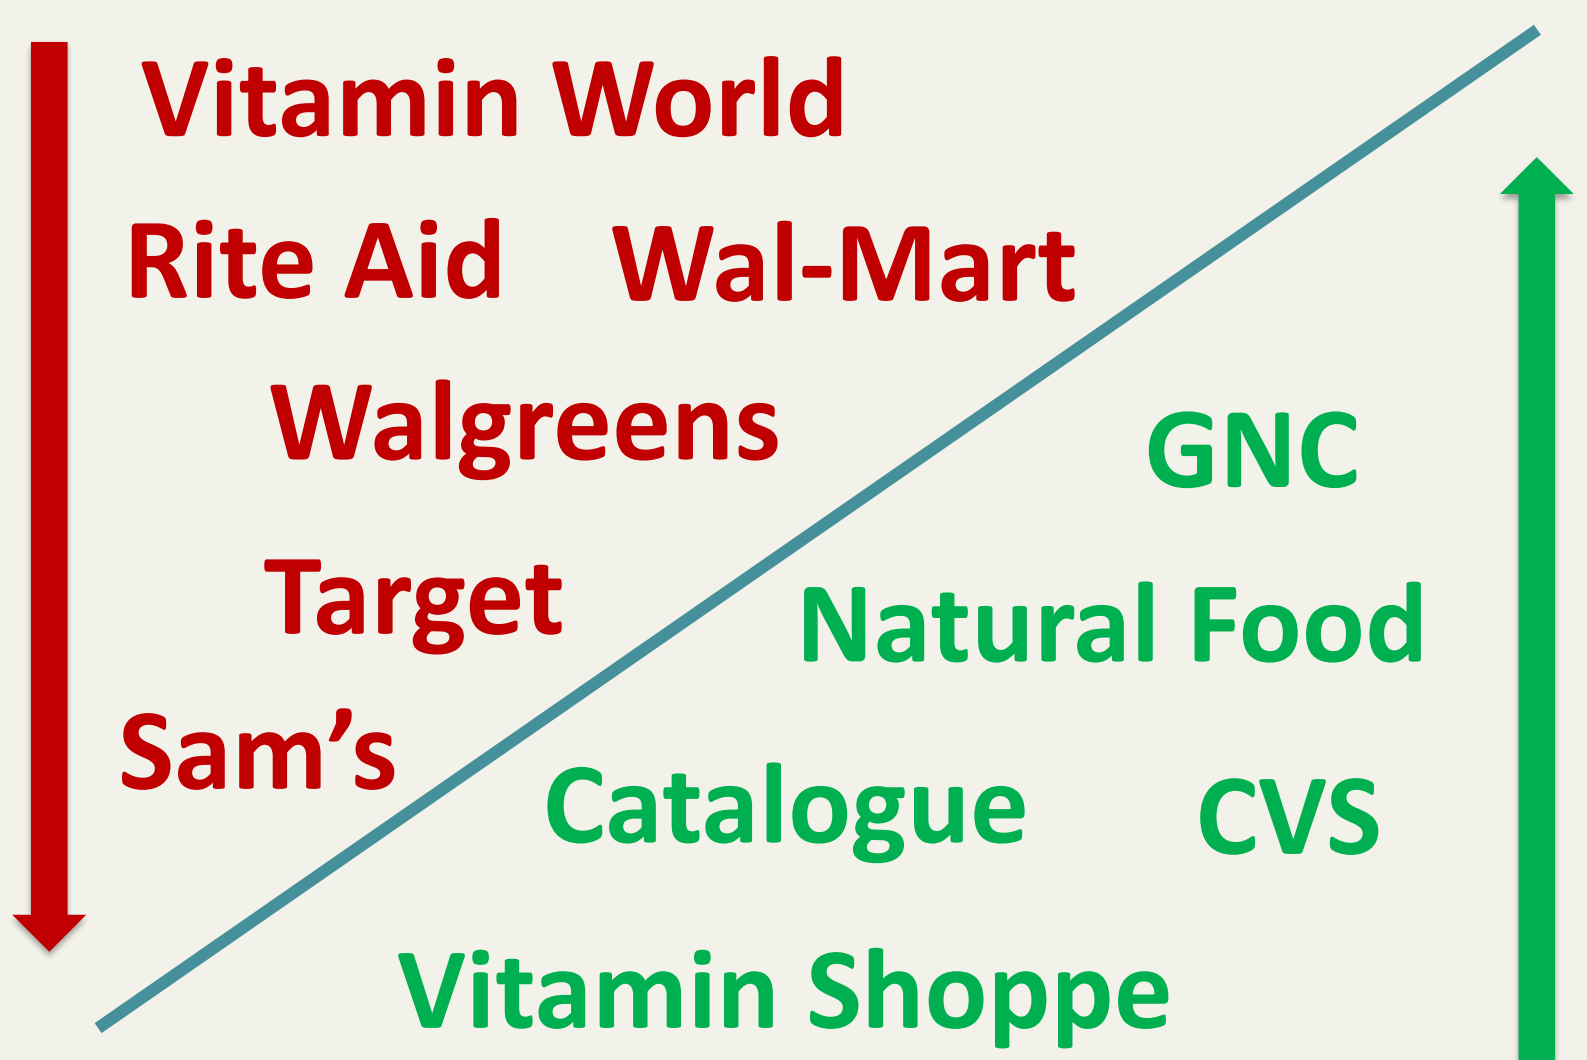 Vitamin World
Rite Aid Wal-Mart
Walgreens
GNC
Target
Natural Food
Sam’s
Catalogue CVS
Vitamin Shoppe